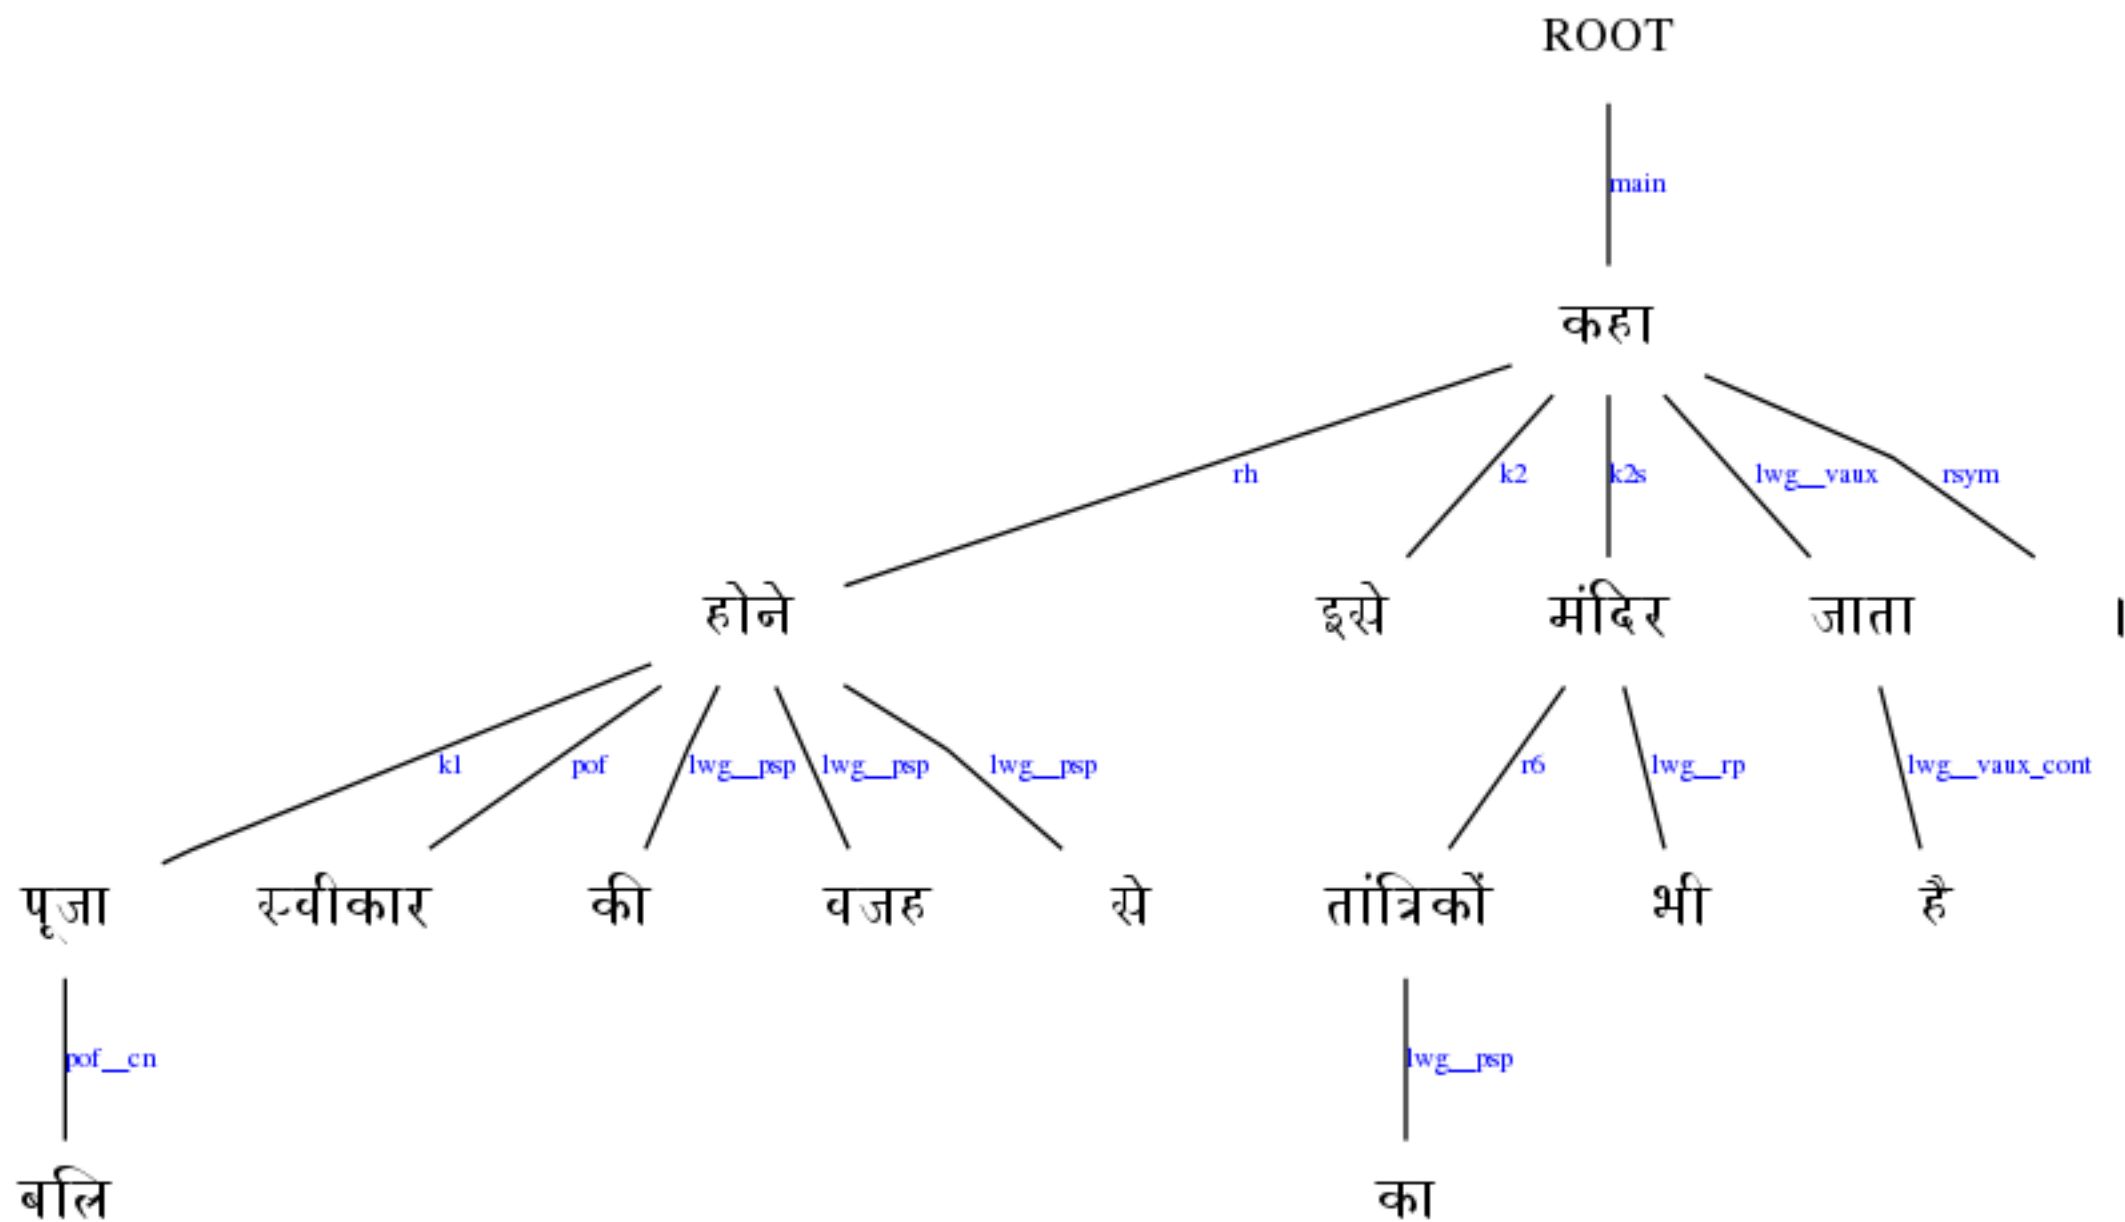 ROOT
main
कहा
rh k2 k2s lwg__vaux rsym
होने इसे मंदिर जाता ।
k1 pof lwg__psp lwg__psp lwg__psp r6 lwg__rp lwg__vaux_cont
पूजा स्वीकार की वजह से तांत्रिकों भी है
pof__cn lwg__psp
बलि का